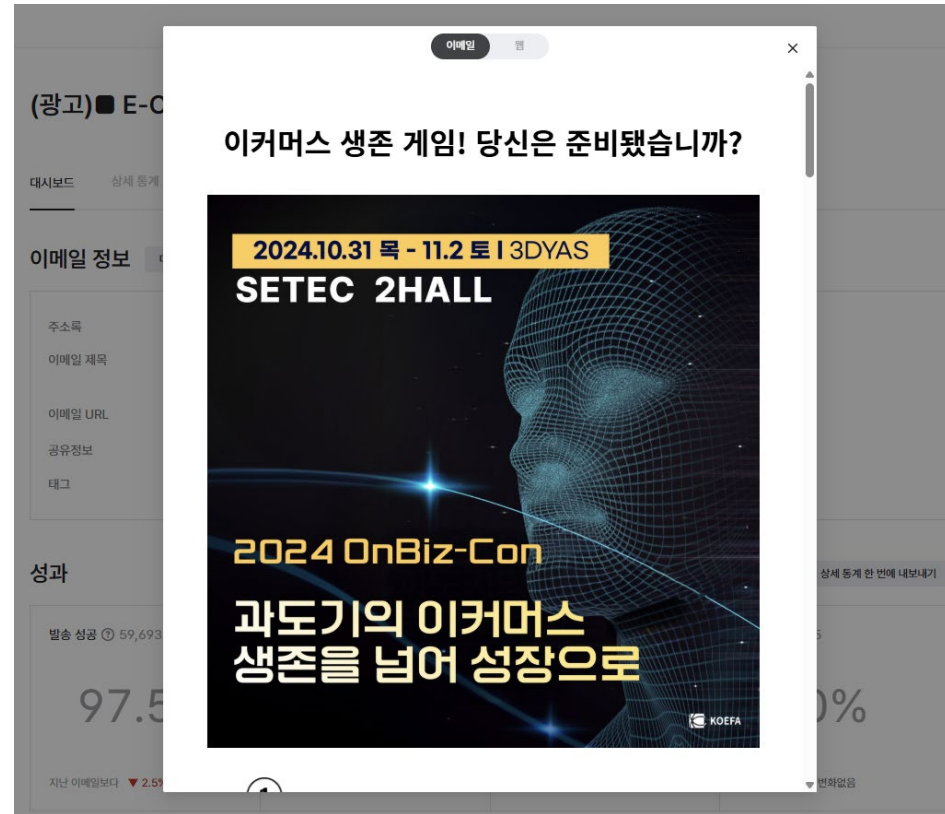 이메일 웹
(광고)■ E-C
이커머스 생존 게임! 당신은 준비됐습니까?
대시보드 상세 통계
2024.10.31 목 - 11.2 토 I 3DYAS
SETEC 2HALL
이메일 정보
주소록
이메일 제목
이메일 URL
공유정보
태그
2024 OnBiz-Con
과도기의 이커머스
생존을 넘어 성장으로
KOEFA
성과
상세 통계 한 번에 내보내기
발송 성공 59,693
97.5
0%
지난 이메일보다 ▼ 2.5%
변화없음